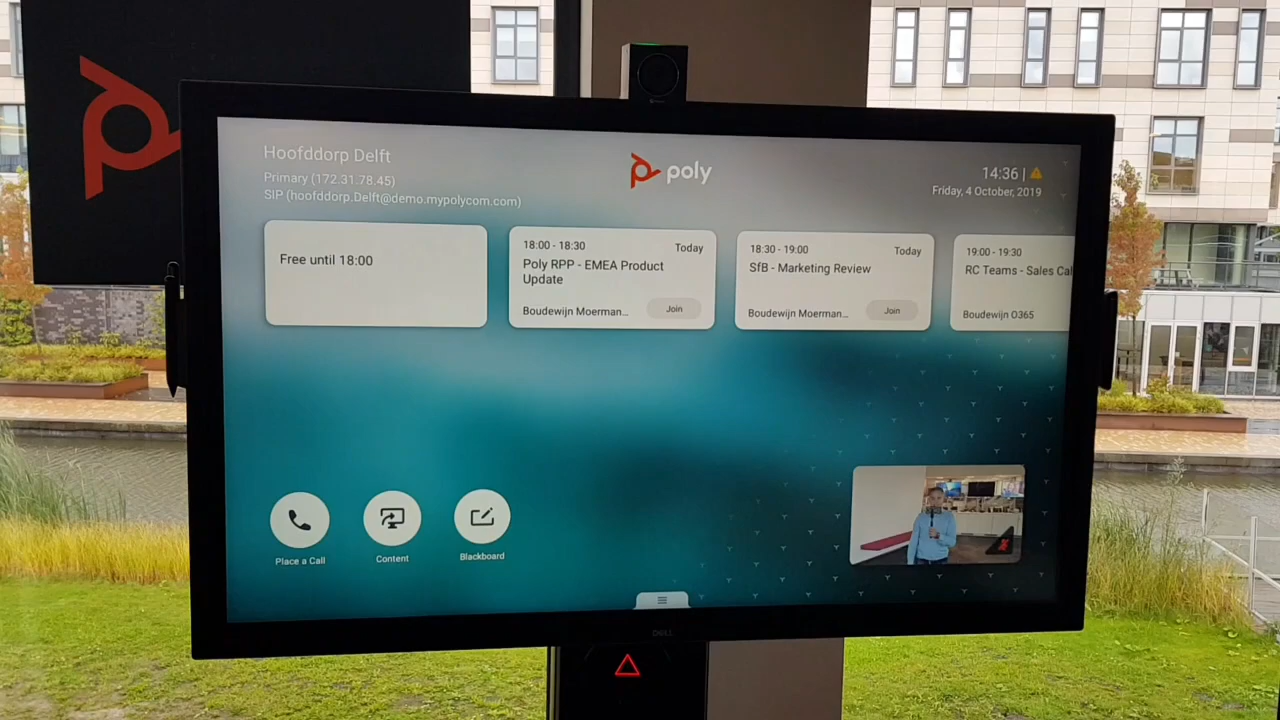 Hoofddorp Delft
Primary (172.31.78.45)
SIP (hoofddorp.Delft@demo.mypolycom.com)
poly
14:36 |
Friday, 4 October, 2019
Free until 18:00
18:00 - 18:30 Today
Poly RPP - EMEA Product
Update
Boudewijn Moerman... Join
18:30 - 19:00 Today
SfB - Marketing Review
Boudewijn Moerman... Join
19:00 - 19:30
RC Teams - Sales Cal
Boudewijn O365
Place a Call
Content
Blackboard
DELL